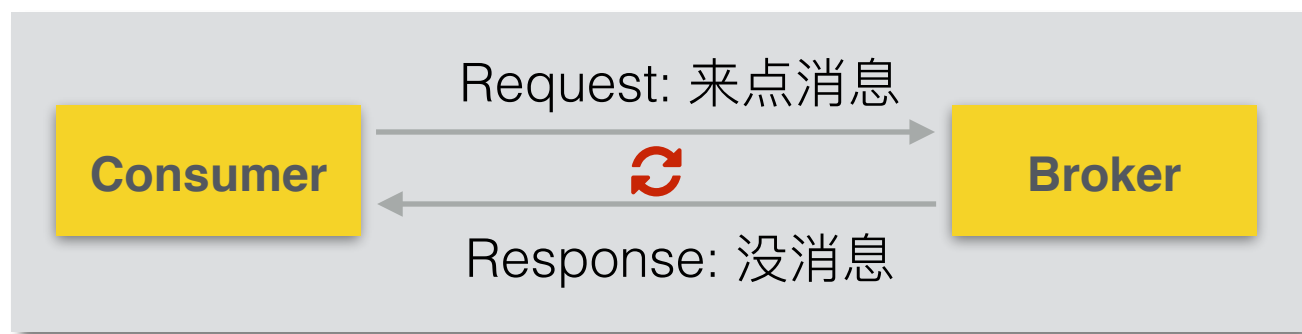 Request: 来点消息
Consumer
Broker
Response: 没消息